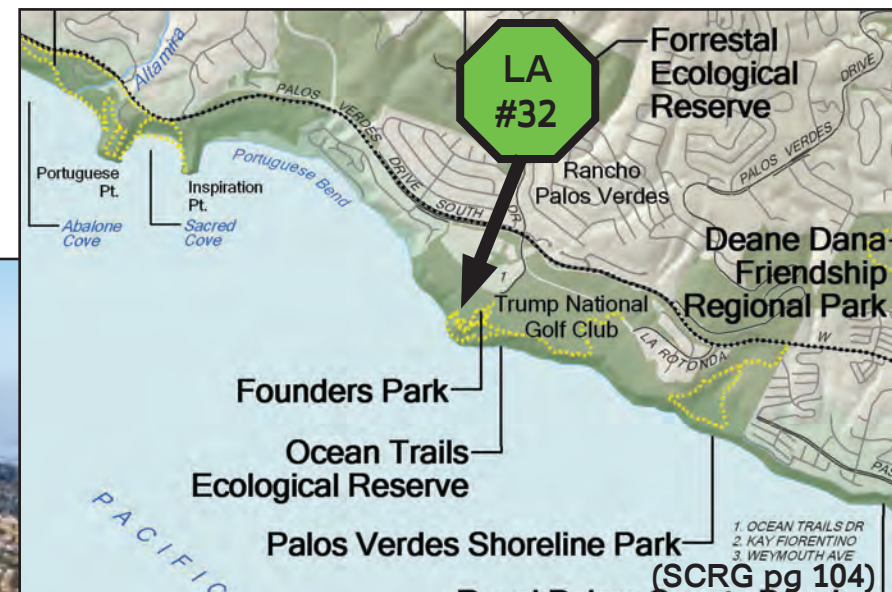 Altamira
LA
#32
Forrestal
Ecological
Reserve
DRIVE
PALOS VERDES
PALOS VERDES
DRIVE
SOUTH
DR.
Portuguese Bend
Portuguese
Pt.
Inspiration
Pt.
Abalone
Cove
Sacred
Cove
Rancho
Palos Verdes
Deane Dana
Friendship
Regional Park
1
Trump National
Golf Club
LA ROTONDA
W
Founders Park
Ocean Trails
Ecological Reserve
Palos Verdes Shoreline Park
PACIFIC
1. OCEAN TRAILS DR
2. KAY FIORENTINO
3. WEYMOUTH AVE
(SCRG pg 104)